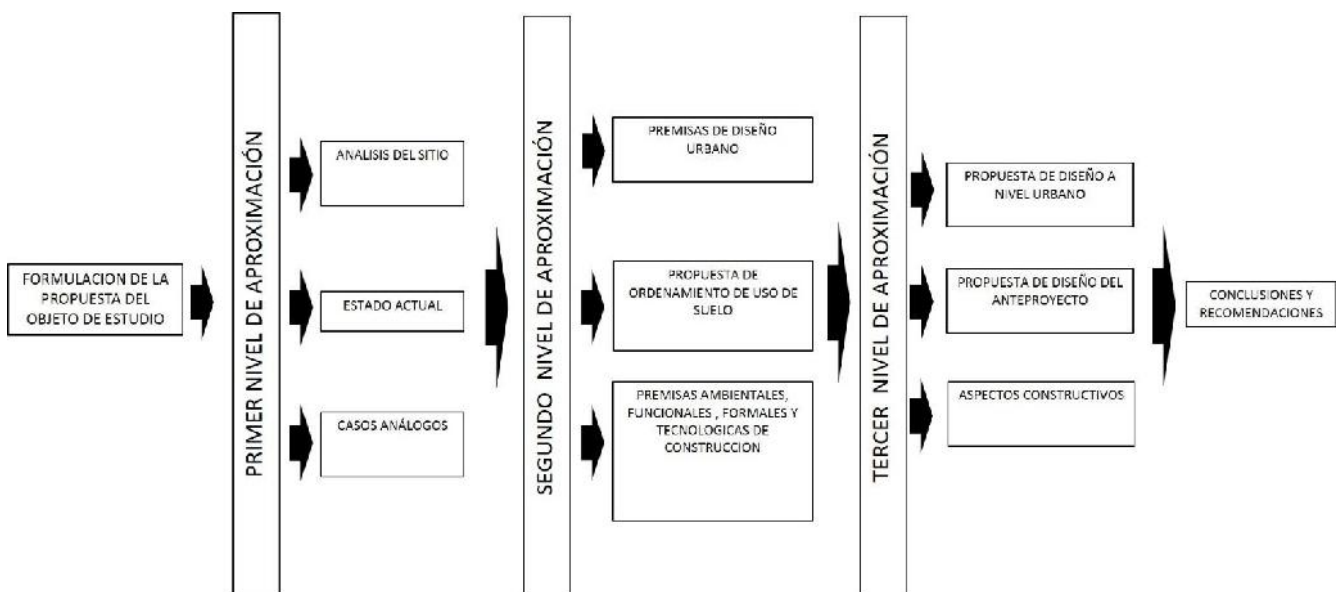 FORMULACION DE LA
PROPUESTA DEL
OBJETO DE ESTUDIO
PRIMER NIVEL DE APROXIMACIÓN
ANALISIS DEL SITIO
ESTADO ACTUAL
CASOS ANÁLOGOS
SEGUNDO NIVEL DE APROXIMACIÓN
PREMISAS DE DISEÑO
URBANO
PROPUESTA DE
ORDENAMIENTO DE USO DE
SUELO
PREMISAS AMBIENTALES,
FUNCIONALES , FORMALES Y
TECNOLOGICAS DE
CONSTRUCCION
TERCER NIVEL DE APROXIMACIÓN
PROPUESTA DE DISEÑO A
NIVEL URBANO
PROPUESTA DE DISEÑO DEL
ANTEPROYECTO
ASPECTOS CONSTRUCTIVOS
CONCLUSIONES Y
RECOMENDACIONES